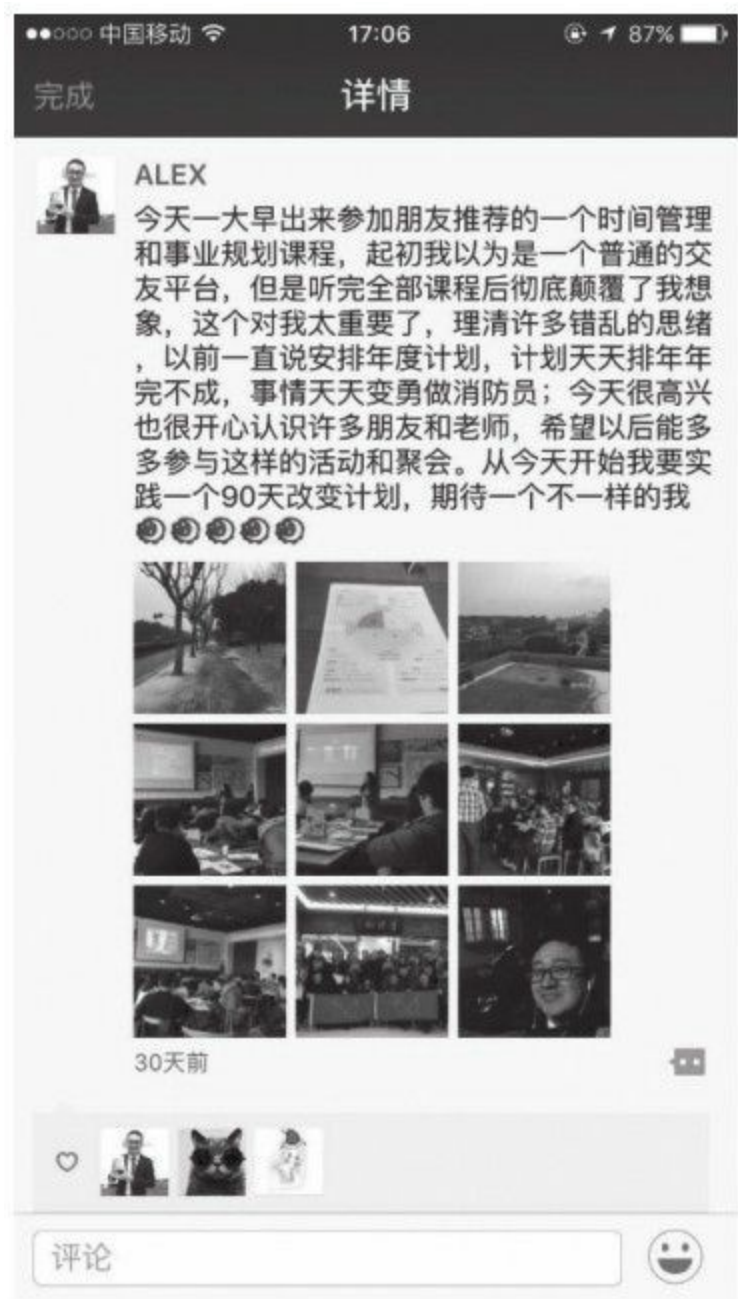 中国移动 17:06 87%
完成 详情
ALEX
今天一大早出来参加朋友推荐的一个时间管理
和事业规划课程，起初我以为是一个普通的交
友平台，但是听完全部课程后彻底颠覆了我想
象，这个对我太重要了，理清许多错乱的思绪
，以前一直说安排年度计划，计划天天排年年
完不成，事情天天变勇做消防员；今天很高兴
也很开心认识许多朋友和老师，希望以后能多
多参与这样的活动和聚会。从今天开始我要实
践一个90天改变计划，期待一个不一样的我
30天前
评论